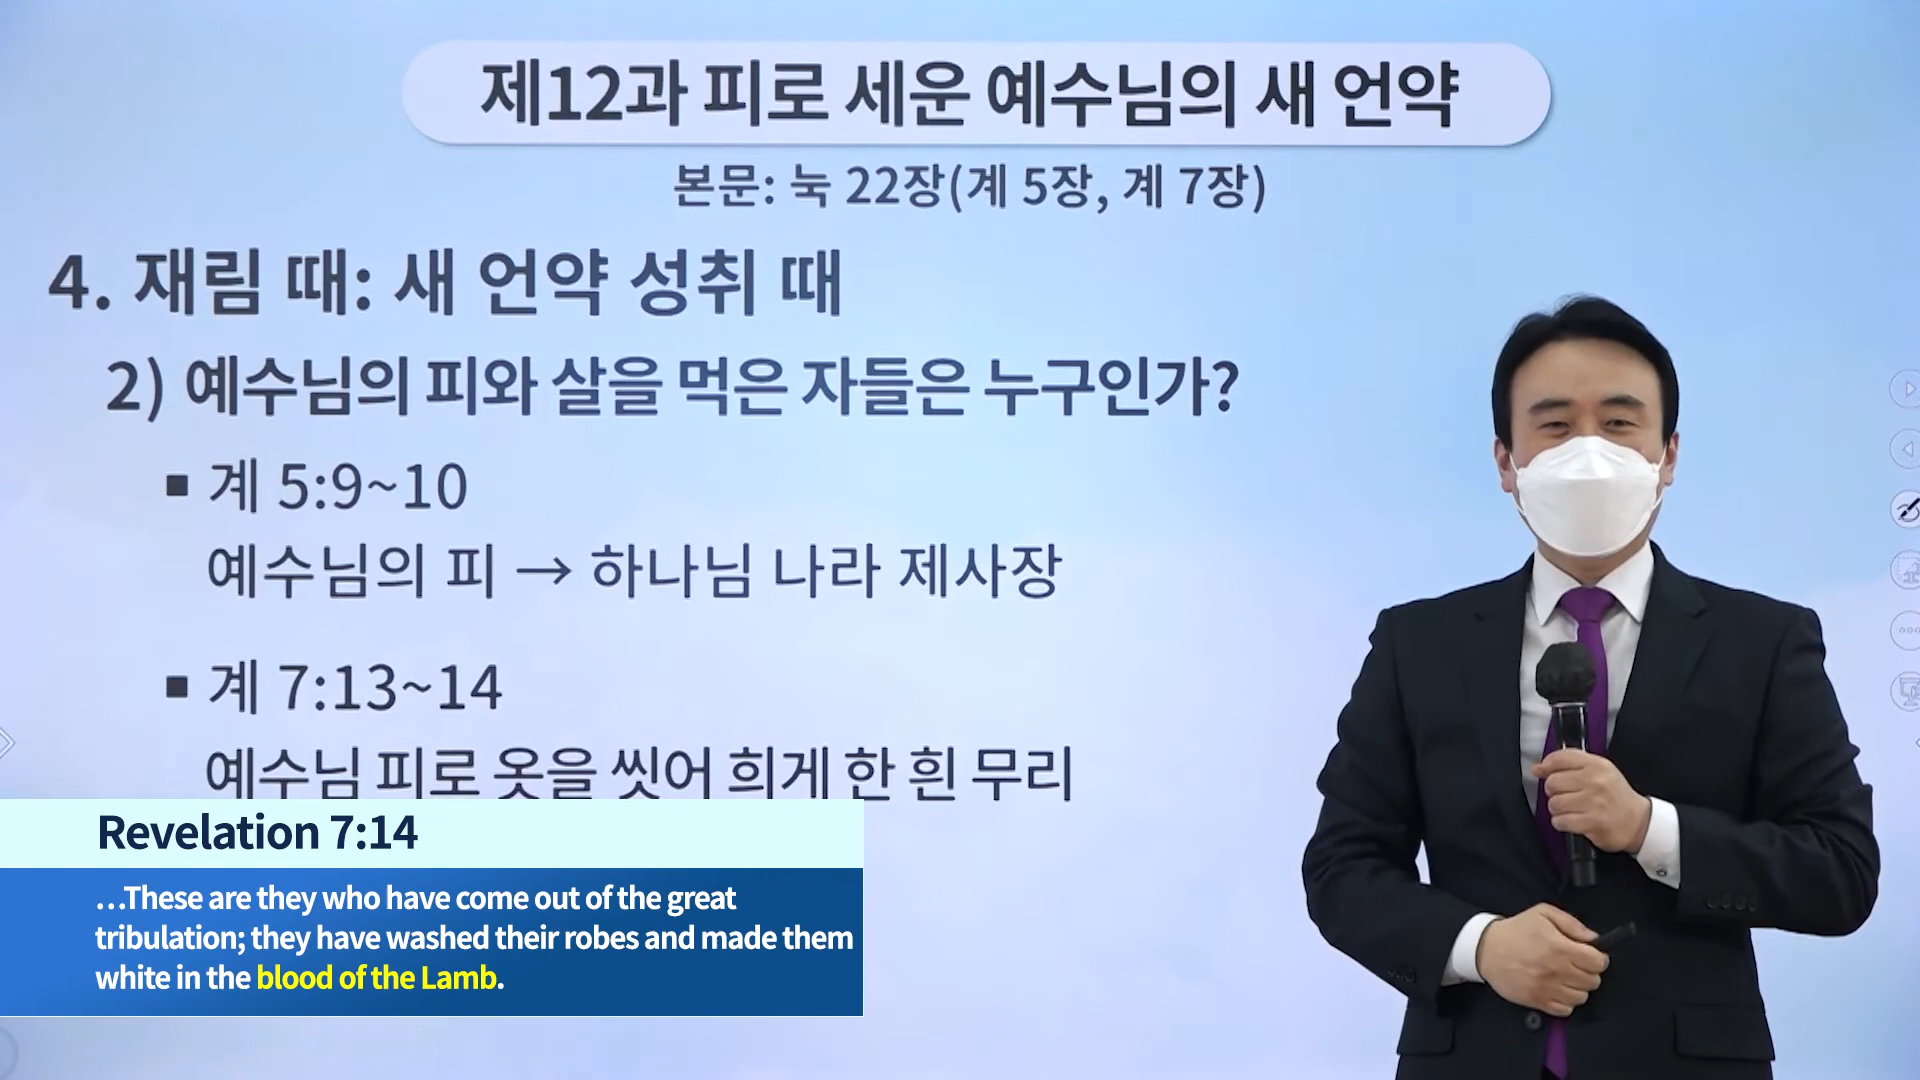 제12과 피로 세운 예수님의 새 언약
본문: 눅 22장(계 5장, 계 7장)
4. 재림 때: 새 언약 성취 때
2) 예수님의 피와 살을 먹은 자들은 누구인가?
▪ 계 5:9~10
예수님의 피 → 하나님 나라 제사장
▪ 계 7:13~14
예수님 피로 옷을 씻어 희게 한 흰 무리
Revelation 7:14
…These are they who have come out of the great
tribulation; they have washed their robes and made them
white in the blood of the Lamb.